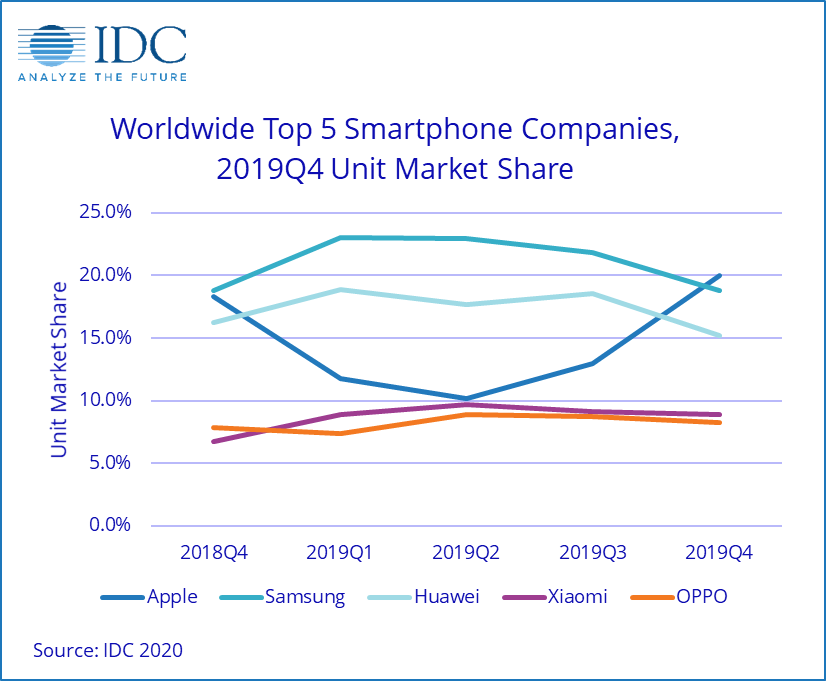 IDC
ANALYZE THE FUTURE
Worldwide Top 5 Smartphone Companies,
2019Q4 Unit Market Share
Unit Market Share
25.0%
20.0%
15.0%
10.0%
5.0%
0.0%
2018Q4 2019Q1 2019Q2 2019Q3 2019Q4
Apple Samsung Huawei Xiaomi OPPO
Source: IDC 2020